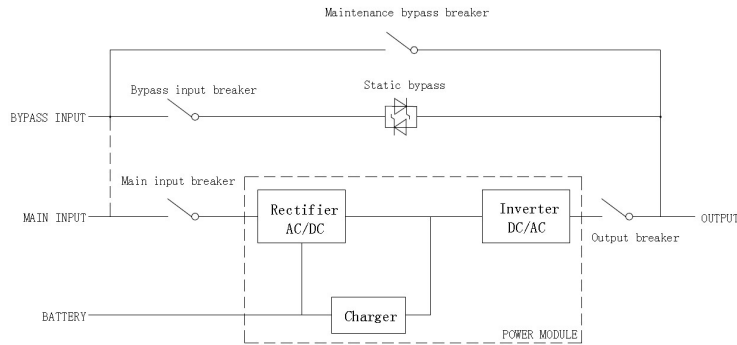 Maintenance bypass breaker
Static bypass
Bypass input breaker
BYPASS INPUT
Main input breaker
Rectifier
AC/DC
Inverter
DC/AC
MAIN INPUT
OUTPUT
Output breaker
BATTERY
Charger
POWER MODULE